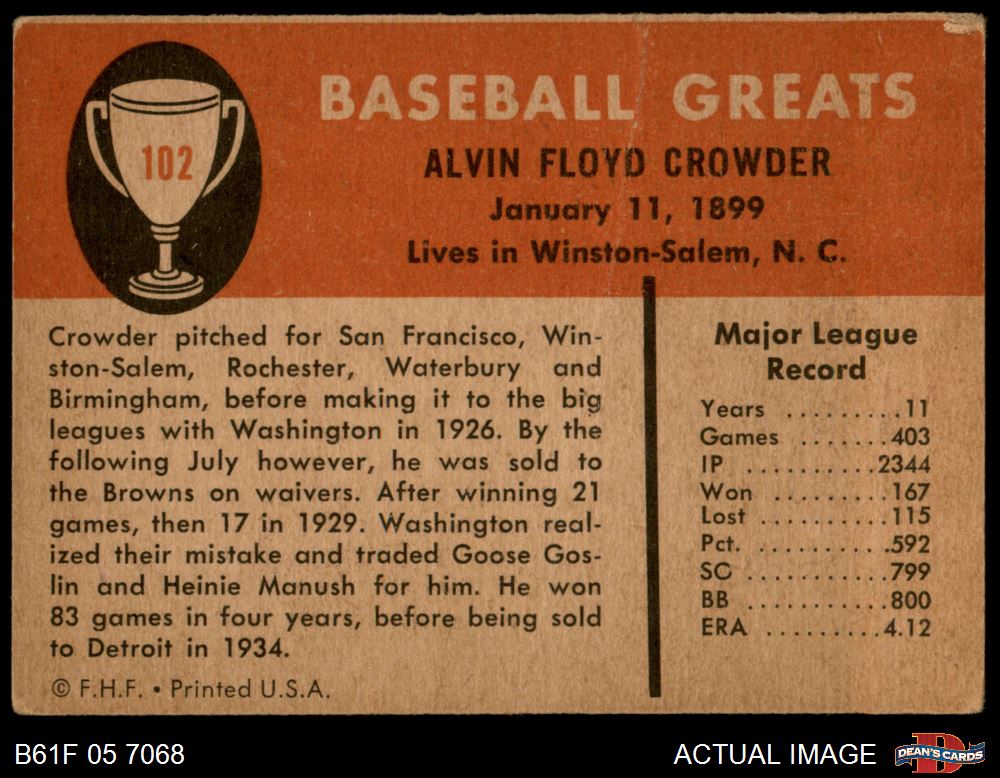 102
BASEBALL GREATS
ALVIN FLOYD CROWDER
January 11, 1899
Lives in Winston-Salem, N. C.
Crowder pitched for San Francisco, Win-
ston-Salem, Rochester, Waterbury and
Birmingham, before making it to the big
leagues with Washington in 1926. By the
following July however, he was sold to
the Browns on waivers. After winning 21
games, then 17 in 1929. Washington real-
ized their mistake and traded Goose Gos-
lin and Heinie Manush for him. He won
83 games in four years, before being sold
to Detroit in 1934.
© F.H.F. • Printed U.S.A.
Major League
Record
Years .........11
Games .......403
IP ..........2344
Won .........167
Lost ..........115
Pct. ..........592
SO ...........799
BB ...........800
ERA .........4.12
B61F 05 7068
ACTUAL IMAGE
D
DEAN'S CARDS